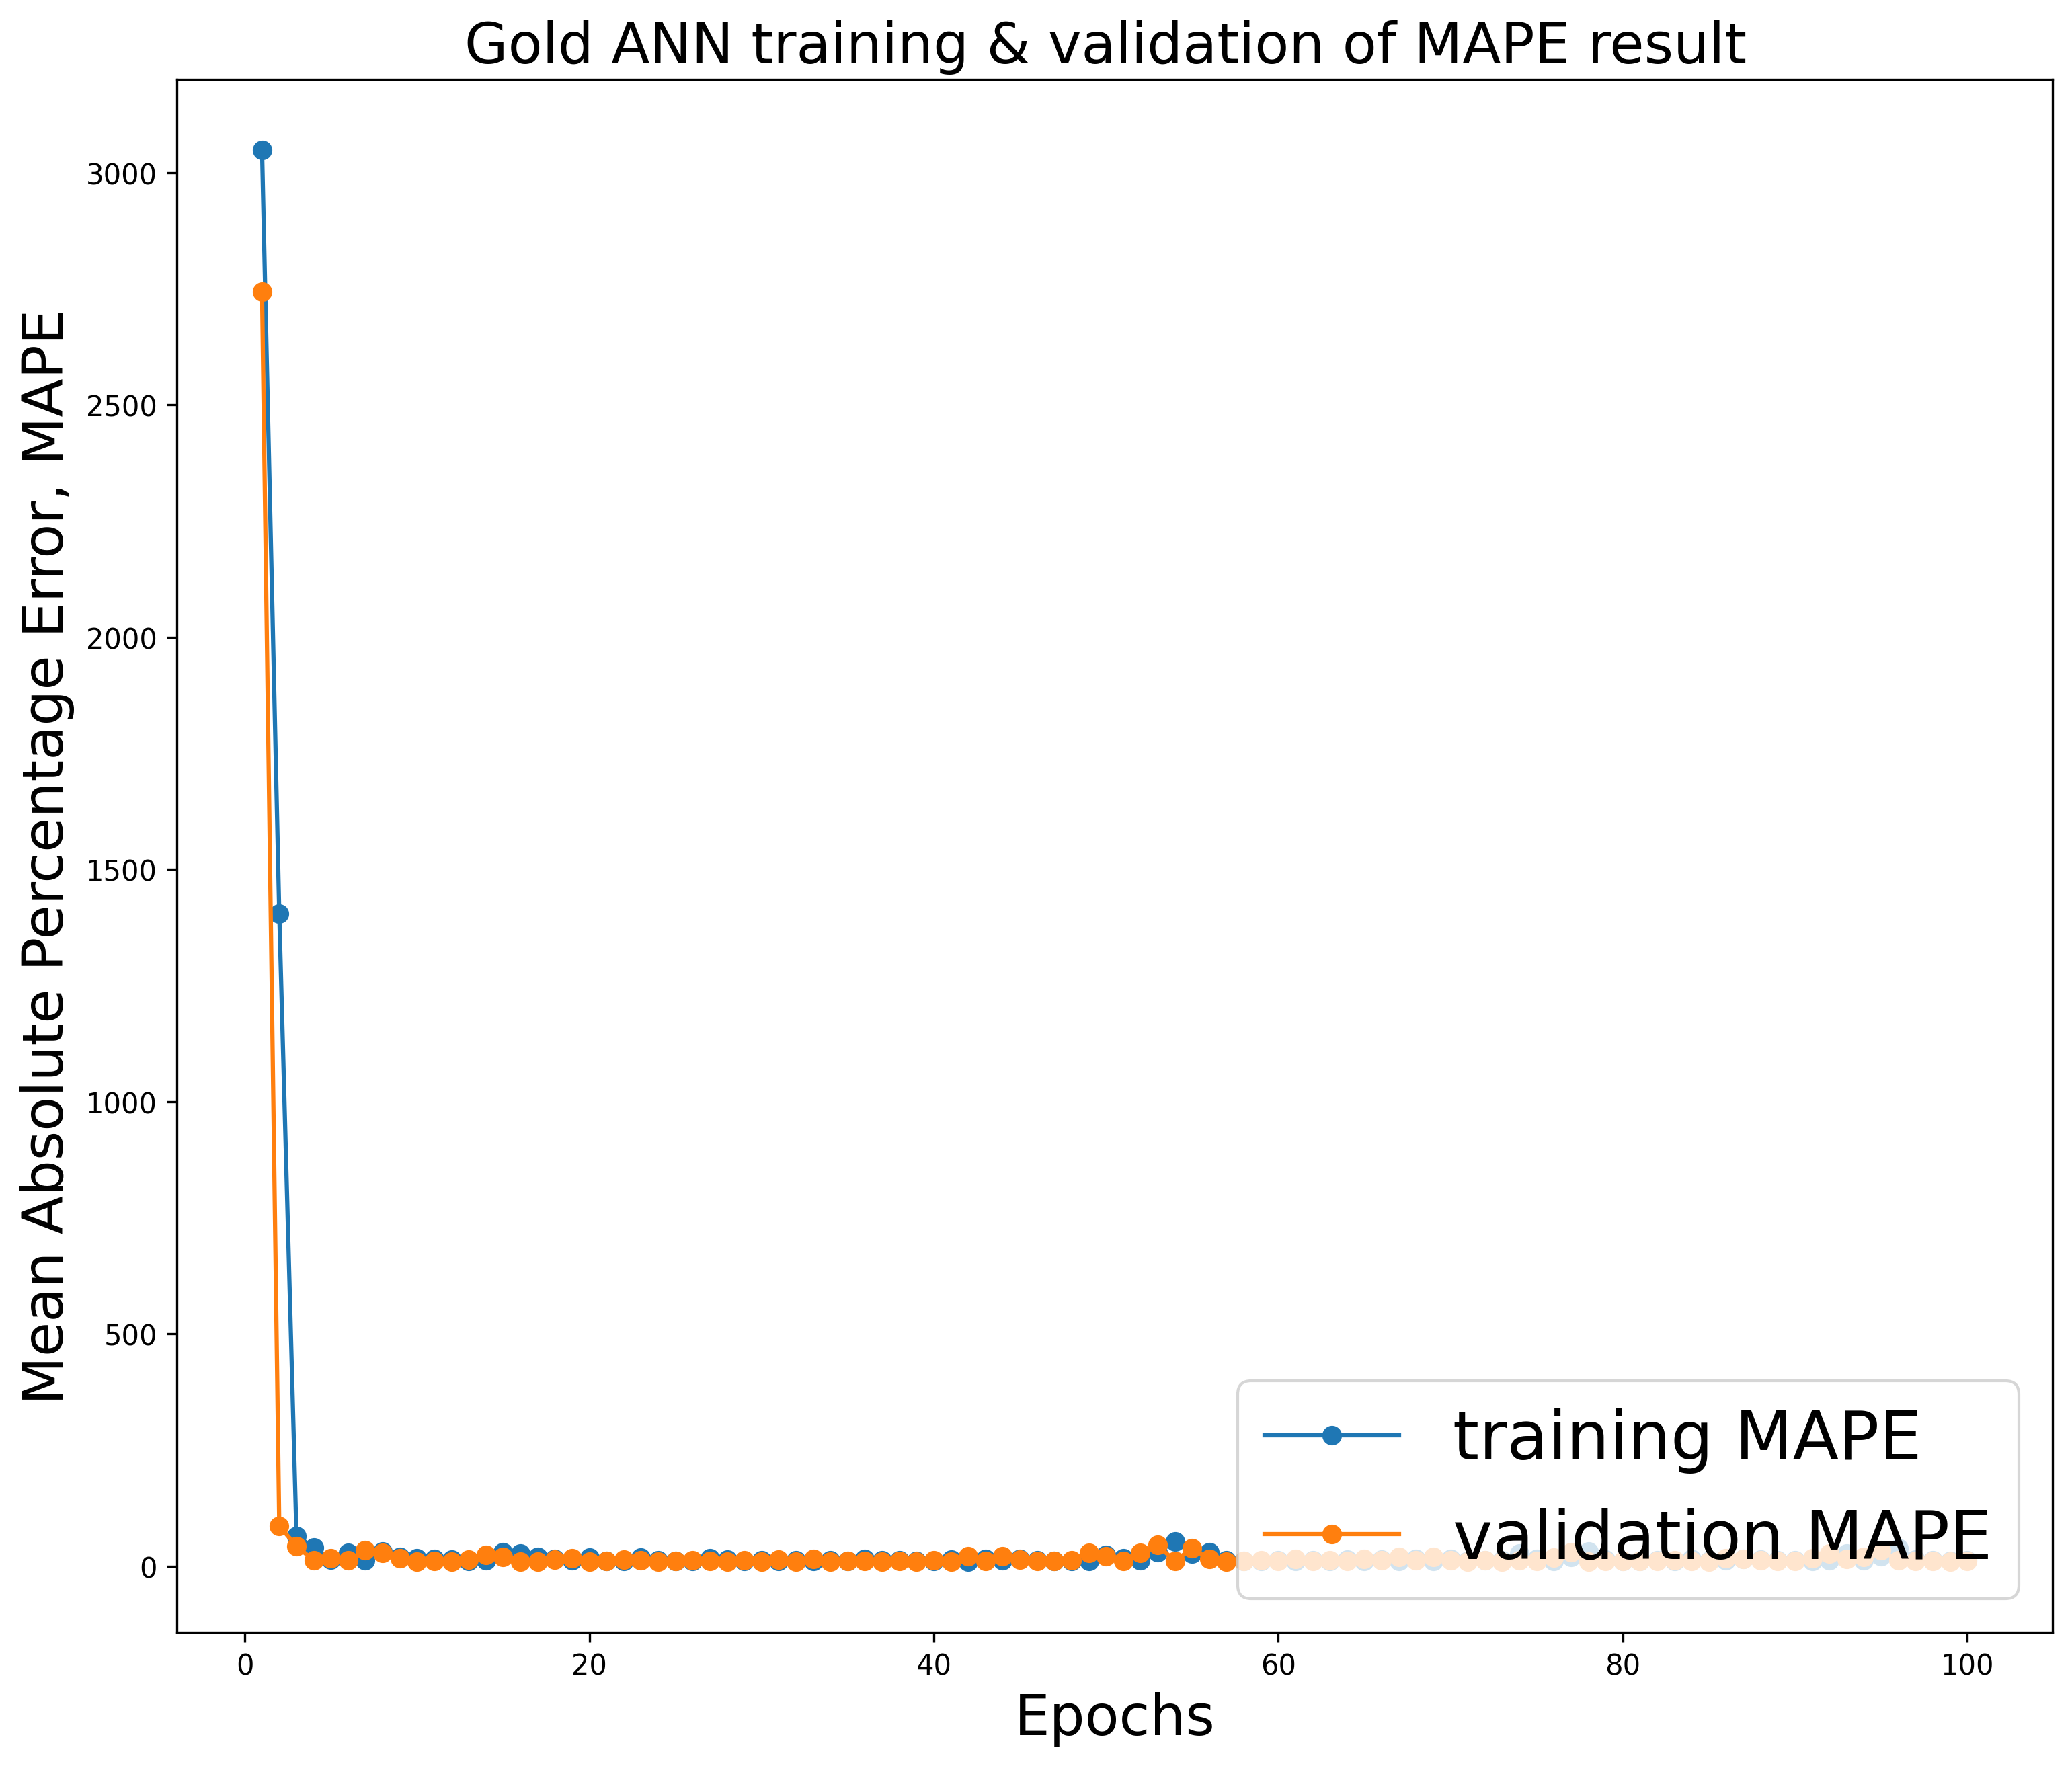 Gold ANN training & validation of MAPE result
Mean Absolute Percentage Error, MAPE
3000
2500
2000
1500
1000
500
0
training MAPE
validation MAPE
0 20 40 60 80 100
Epochs